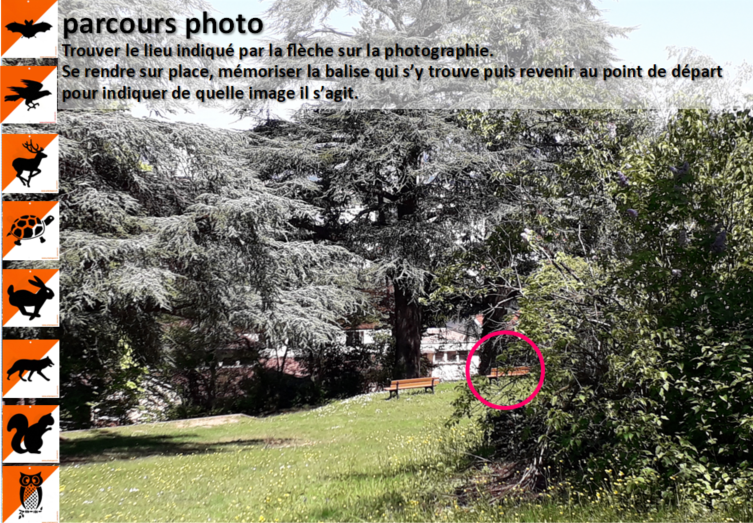 parcours photo
Trouver le lieu indiqué par la flèche sur la photographie.
Se rendre sur place, mémoriser la balise qui s'y trouve puis revenir au point de départ
pour indiquer de quelle image il s'agit.